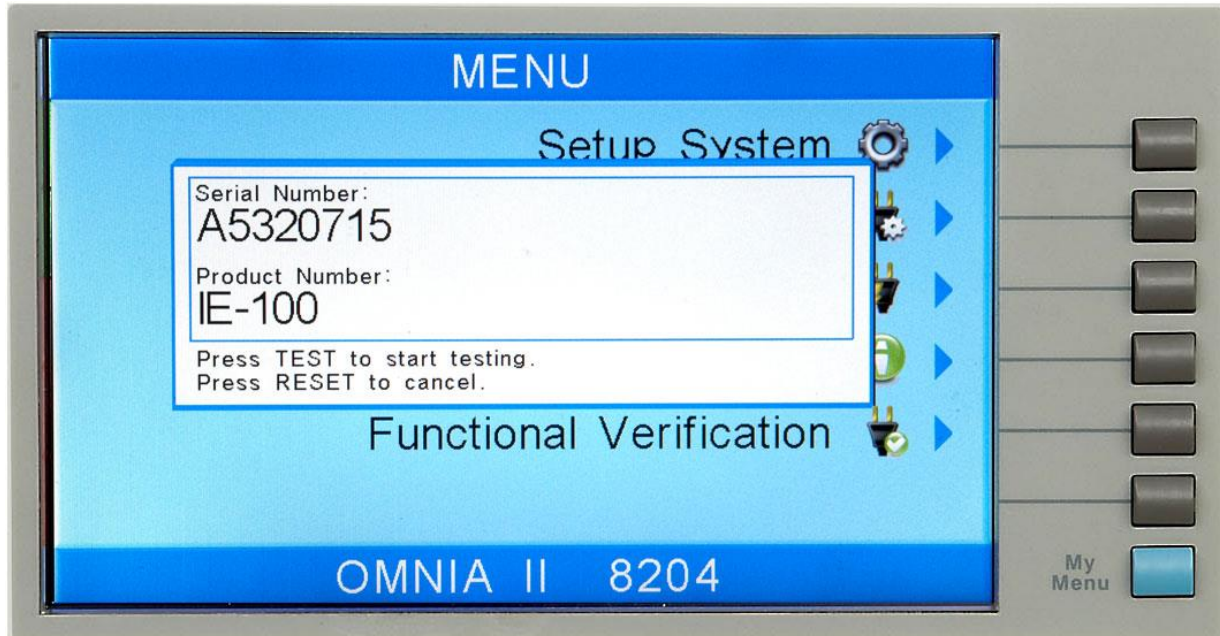 MENU
Setup System
Serial Number:
A5320715
Product Number:
IE-100
Press TEST to start testing.
Press RESET to cancel.
Functional Verification
OMNIA II 8204
My
Menu